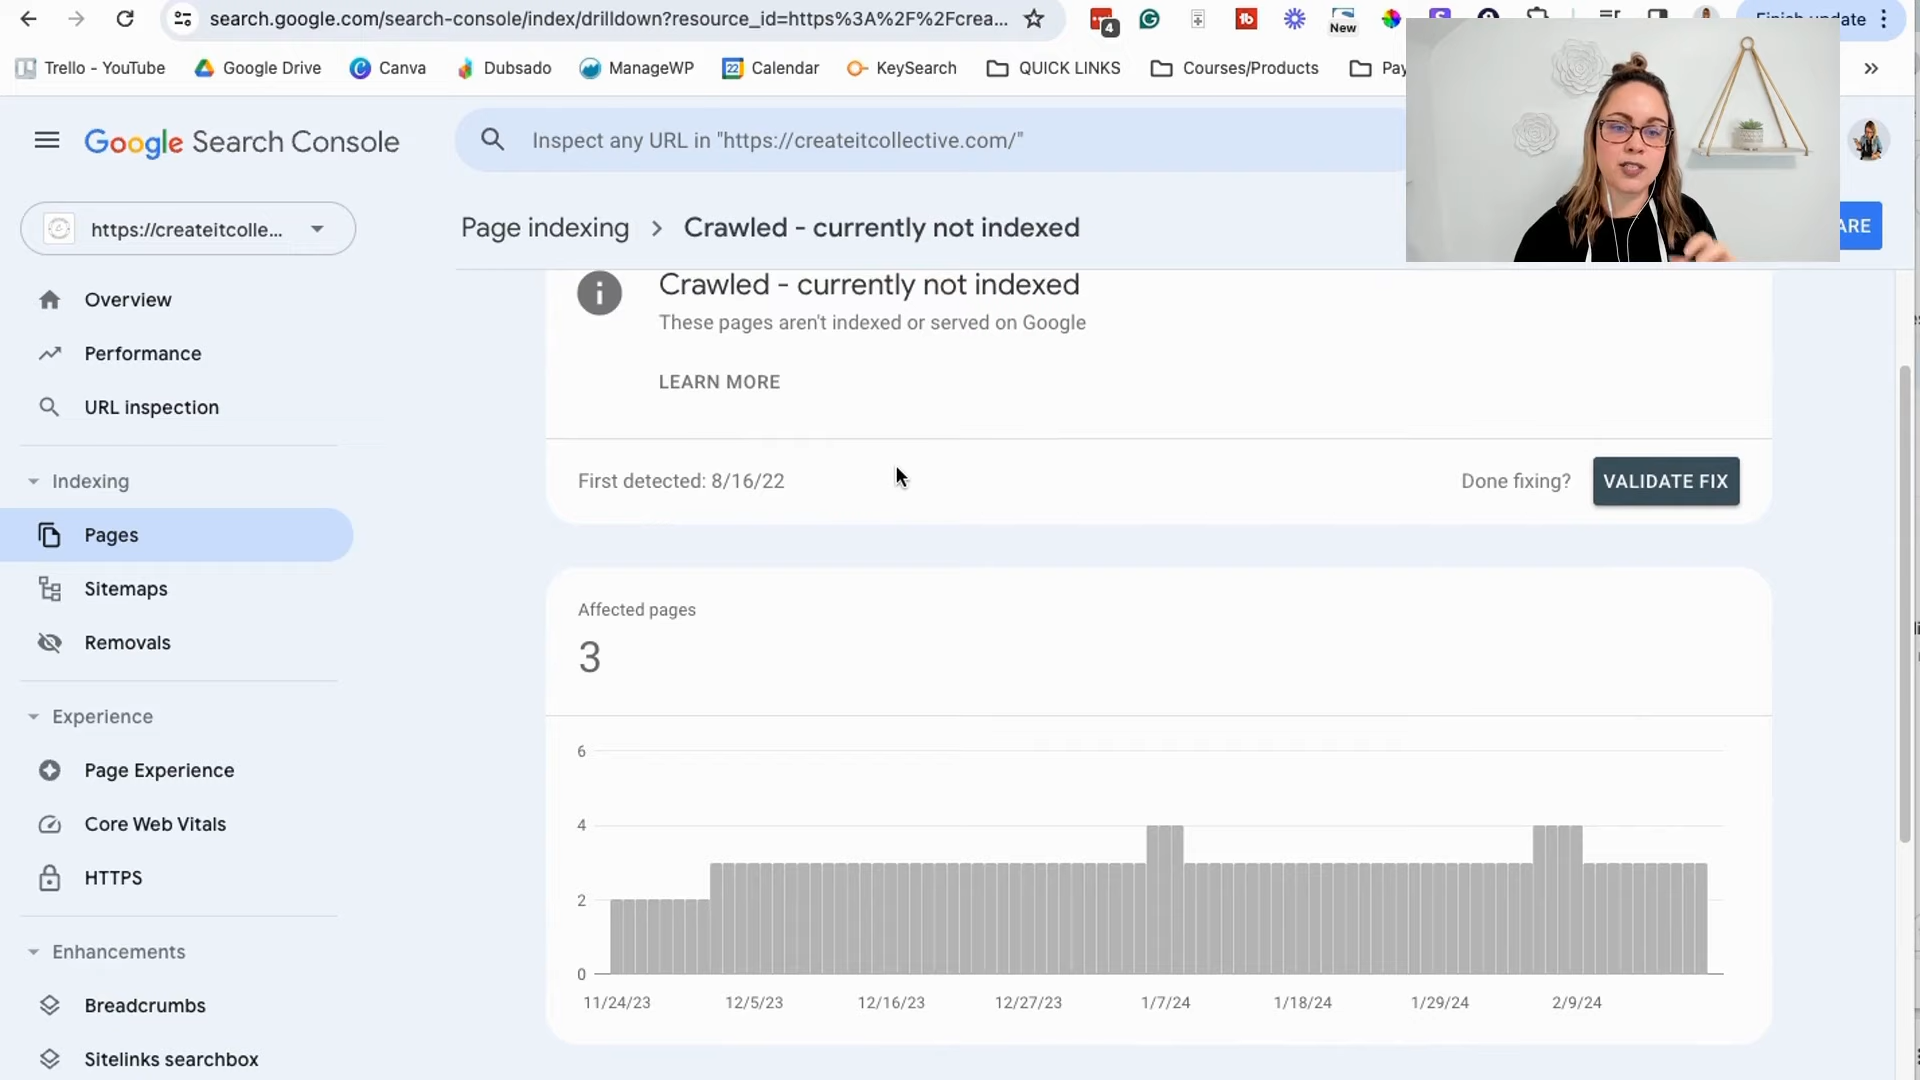 search.google.com/search-console/index/drilldown?resource_id=https%3A%2F%2Fcrea...
4
New
Finish update
Trello - YouTube
Google Drive
Canva
Dubsado
ManageWP
22
Calendar
KeySearch
QUICK LINKS
Courses/Products
Pay
Google Search Console
Inspect any URL in "https://createitcollective.com/"
https://createitcolle...
Page indexing > Crawled - currently not indexed
ARE
Overview
Performance
URL inspection
Indexing
Pages
Sitemaps
Removals
Experience
Page Experience
Core Web Vitals
HTTPS
Enhancements
Breadcrumbs
Sitelinks searchbox
Crawled - currently not indexed
These pages aren't indexed or served on Google
LEARN MORE
First detected: 8/16/22
Done fixing?
VALIDATE FIX
Affected pages
3
6
4
2
0
11/24/23
12/5/23
12/16/23
12/27/23
1/7/24
1/18/24
1/29/24
2/9/24